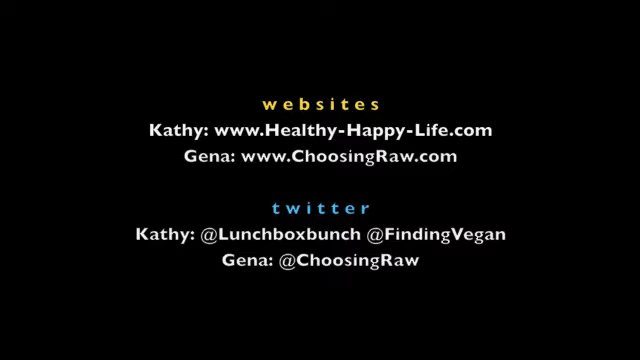 websites
Kathy: www.Healthy-Happy-Life.com
Gena: www.ChoosingRaw.com
twitter
Kathy: @Lunchboxbunch @FindingVegan
Gena: @ChoosingRaw